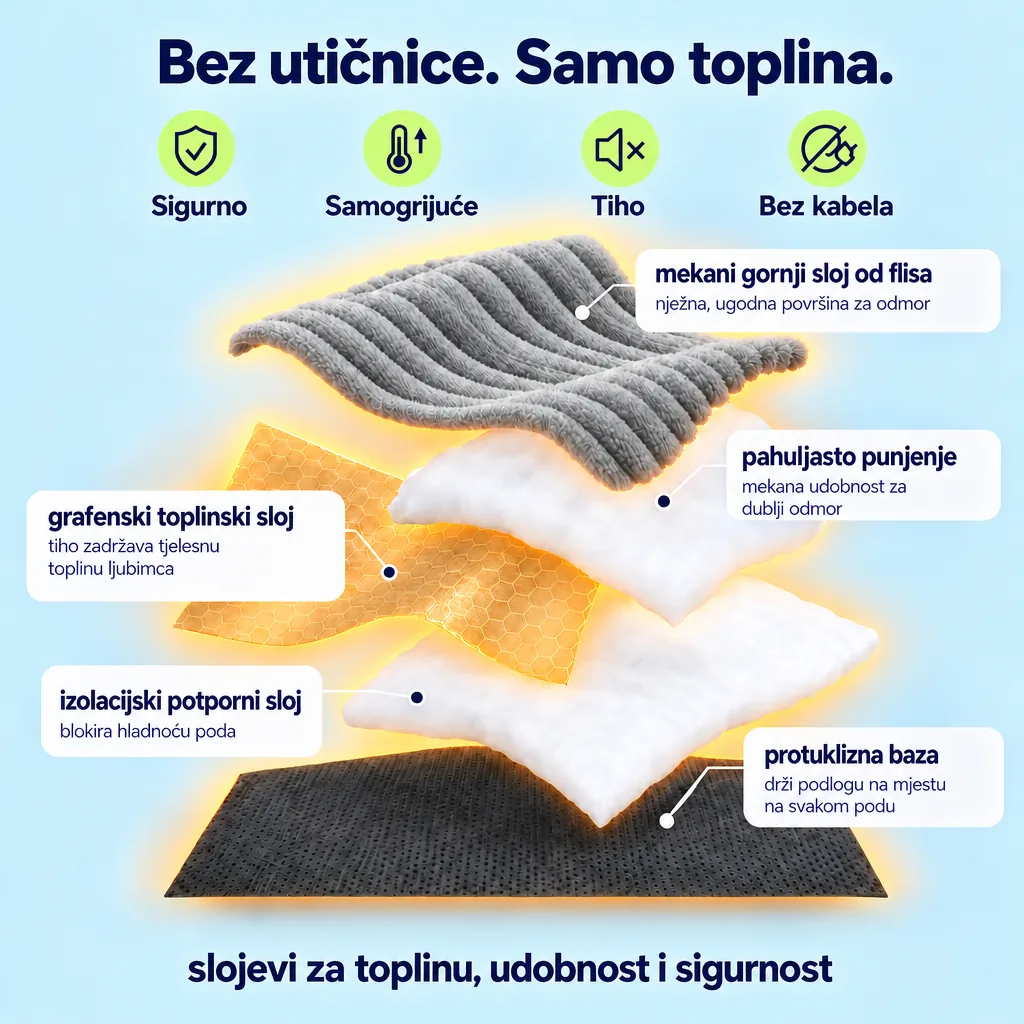 Bez utičnice. Samo toplina.
Sigurno
Samogrijuće
Tiho
Bez kabela
mekani gornji sloj od flisa
nježna, ugodna površina za odmor
pahuljasto punjenje
mekana udobnost za
dublji odmor
grafenski toplinski sloj
tiho zadržava tjelesnu
toplinu ljubimca
izolacijski potporni sloj
blokira hladnoću poda
protuklizna baza
drži podlogu na mjestu
na svakom podu
slojevi za toplinu, udobnost i sigurnost